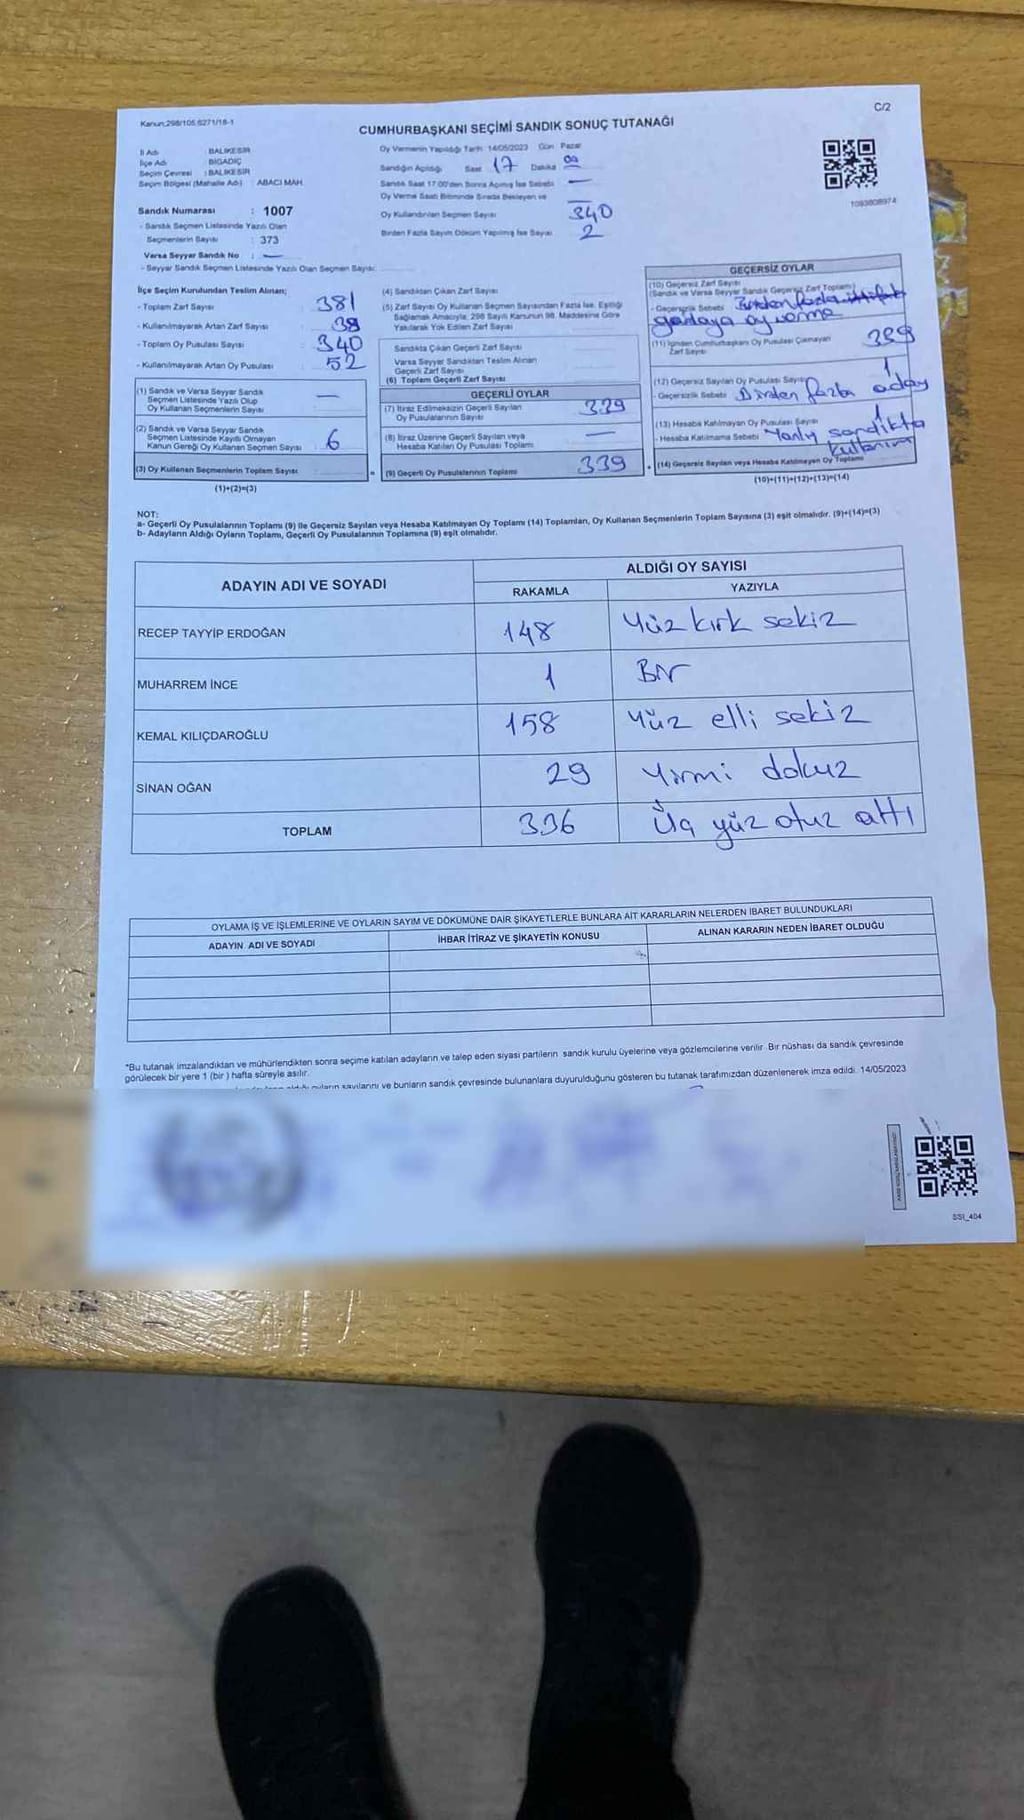 Kanun:298/105,6271/18-1
C/2
CUMHURBAŞKANI SEÇİMİ SANDIK SONUÇ TUTANAĞI
İl Adı : BALIKESİR
İlçe Adı : BİGADİÇ
Seçim Çevresi : BALIKESİR
Seçim Bölgesi (Mahalle Adı) : ABACI MAH.
Sandık Numarası : 1007
- Sandık Seçmen Listesinde Yazılı Olan
Seçmenlerin Sayısı : 373
Varsa Seyyar Sandık No : —
- Seyyar Sandık Seçmen Listesinde Yazılı Olan Seçmen Sayısı:
Oy Vermenin Yapıldığı Tarih 14/05/2023 Gün Pazar
Sandığın Açıldığı Saat 17 Dakika 00
Sandık Saat 17:00'den Sonra Açılmış İse Sebebi —
Oy Verme Saati Bitiminde Sırada Bekleyen ve
Oy Kullandırılan Seçmen Sayısı 340
Birden Fazla Sayım Döküm Yapılmış İse Sayısı 2
1093808974
İlçe Seçim Kurulundan Teslim Alınan;
- Toplam Zarf Sayısı : 381
- Kullanılmayarak Artan Zarf Sayısı : 39
- Toplam Oy Pusulası Sayısı : 340
- Kullanılmayarak Artan Oy Pusulası : 52
(1) Sandık ve Varsa Seyyar Sandık
Seçmen Listesinde Yazılı Olup
Oy Kullanan Seçmenlerin Sayısı —
(2) Sandık ve Varsa Seyyar Sandık
Seçmen Listesinde Kayıtlı Olmayan
Kanun Gereği Oy Kullanan Seçmen Sayısı 6
(3) Oy Kullanan Seçmenlerin Toplam Sayısı
(1)+(2)=(3)
(4) Sandıktan Çıkan Zarf Sayısı
(5) Zarf Sayısı Oy Kullanan Seçmen Sayısından Fazla İse, Eşitliği
Sağlamak Amacıyla, 298 Sayılı Kanunun 98. Maddesine Göre
Yakılarak Yok Edilen Zarf Sayısı
Sandıkta Çıkan Geçerli Zarf Sayısı
Varsa Seyyar Sandıktan Teslim Alınan
Geçerli Zarf Sayısı
(6) Toplam Geçerli Zarf Sayısı
GEÇERLİ OYLAR
(7) İtiraz Edilmeksizin Geçerli Sayılan
Oy Pusulalarının Sayısı 339
(8) İtiraz Üzerine Geçerli Sayılan veya
Hesaba Katılan Oy Pusulası Toplamı —
(9) Geçerli Oy Pusulalarının Toplamı 339
GEÇERSİZ OYLAR
(10) Geçersiz Zarf Sayısı
(Sandık ve Varsa Seyyar Sandık Geçersiz Zarf Toplamı)
- Geçersizlik Sebebi Birden fazla
oy verme
(11) İçinden Cumhurbaşkanı Oy Pusulası Çıkmayan
Zarf Sayısı 339
(12) Geçersiz Sayılan Oy Pusulası Sayısı 1
- Geçersizlik Sebebi Birden fazla aday
(13) Hesaba Katılmayan Oy Pusulası Sayısı 1
- Hesaba Katılmama Sebebi Yanlış sandıkta
kullanım
(14) Geçersiz Sayılan veya Hesaba Katılmayan Oy Toplamı
(10)+(11)+(12)+(13)=(14)
NOT:
a- Geçerli Oy Pusulalarının Toplamı (9) ile Geçersiz Sayılan veya Hesaba Katılmayan Oy Toplamı (14) Toplamları, Oy Kullanan Seçmenlerin Toplam Sayısına (3) eşit olmalıdır. (9)+(14)=(3)
b- Adayların Aldığı Oyların Toplamı, Geçerli Oy Pusulalarının Toplamına (9) eşit olmalıdır.
ADAYIN ADI VE SOYADI
ALDIĞI OY SAYISI
RAKAMLA YAZIYLA
RECEP TAYYİP ERDOĞAN 148 Yüz kırk sekiz
MUHARREM İNCE 1 Bir
KEMAL KILIÇDAROĞLU 158 Yüz elli sekiz
SİNAN OĞAN 29 Yirmi dokuz
TOPLAM 336 Üç yüz otuz altı
OYLAMA İŞ VE İŞLEMLERİNE VE OYLARIN SAYIM VE DÖKÜMÜNE DAİR ŞİKAYETLERLE BUNLARA AİT KARARLARIN NELERDEN İBARET BULUNDUKLARI
ADAYIN ADI VE SOYADI İHBAR İTİRAZ VE ŞİKAYETİN KONUSU ALINAN KARARIN NEDEN İBARET OLDUĞU
*Bu tutanak imzalandıktan ve mühürlendikten sonra seçime katılan adayların ve talep eden siyasi partilerin sandık kurulu üyelerine veya gözlemcilerine verilir. Bir nüshası da sandık çevresinde
görülecek bir yere 1 (bir ) hafta süreyle asılır.
sayılarını ve bunların sandık çevresinde bulunanlara duyurulduğunu gösteren bu tutanak tarafımızdan düzenlenerek imza edildi. 14/05/2023
SSI_404